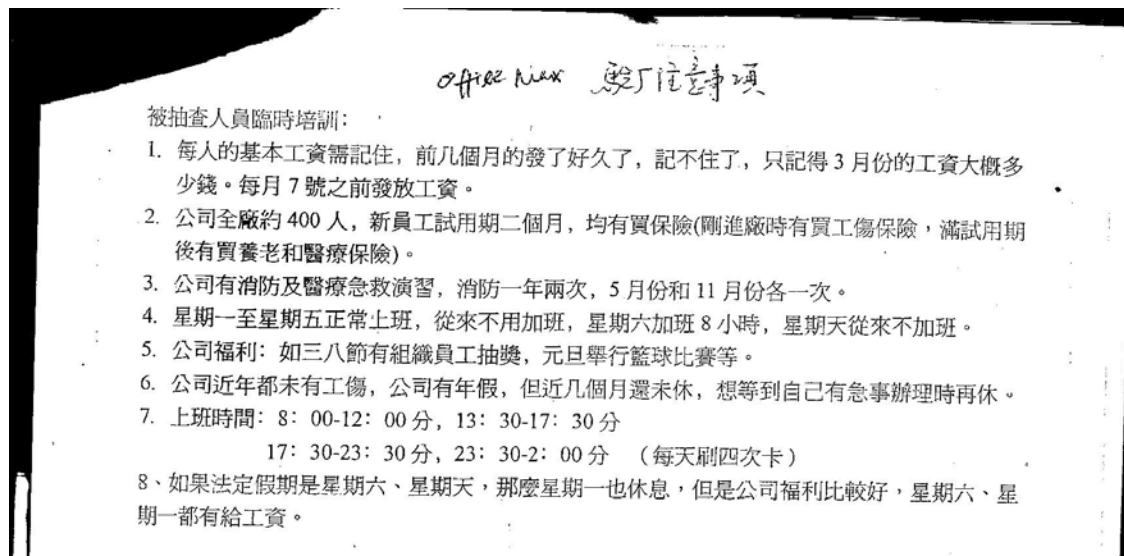 office Max 驗厂注意事項
被抽查人員臨時培訓：
1. 每人的基本工資需記住，前几個月的發了好久了，記不住了，只記得 3 月份的工資大概多
少錢。每月 7 號之前發放工資。
2. 公司全廠約 400 人，新員工試用期二個月，均有買保險(剛進廠時有買工傷保險，滿試用期
後有買養老和醫療保險)。
3. 公司有消防及醫療急救演習，消防一年兩次，5 月份和 11 月份各一次。
4. 星期一至星期五正常上班，從來不用加班，星期六加班 8 小時，星期天從來不加班。
5. 公司福利：如三八節有組織員工抽獎，元旦舉行籃球比賽等。
6. 公司近年都未有工傷，公司有年假，但近几個月還未休，想等到自己有急事辦理時再休。
7. 上班時間：8：00-12：00 分，13：30-17：30 分
17：30-23：30 分，23：30-2：00 分 （每天刷四次卡）
8、如果法定假期是星期六、星期天，那麼星期一也休息，但是公司福利比較好，星期六、星
期一都有給工資。